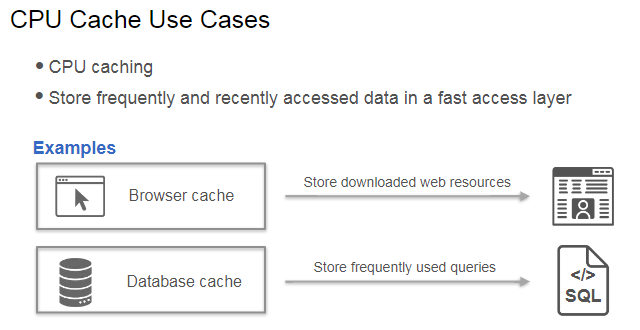 CPU Cache Use Cases
• CPU caching
• Store frequently and recently accessed data in a fast access layer
Examples
Browser cache
Store downloaded web resources
Database cache
Store frequently used queries
</>
SQL